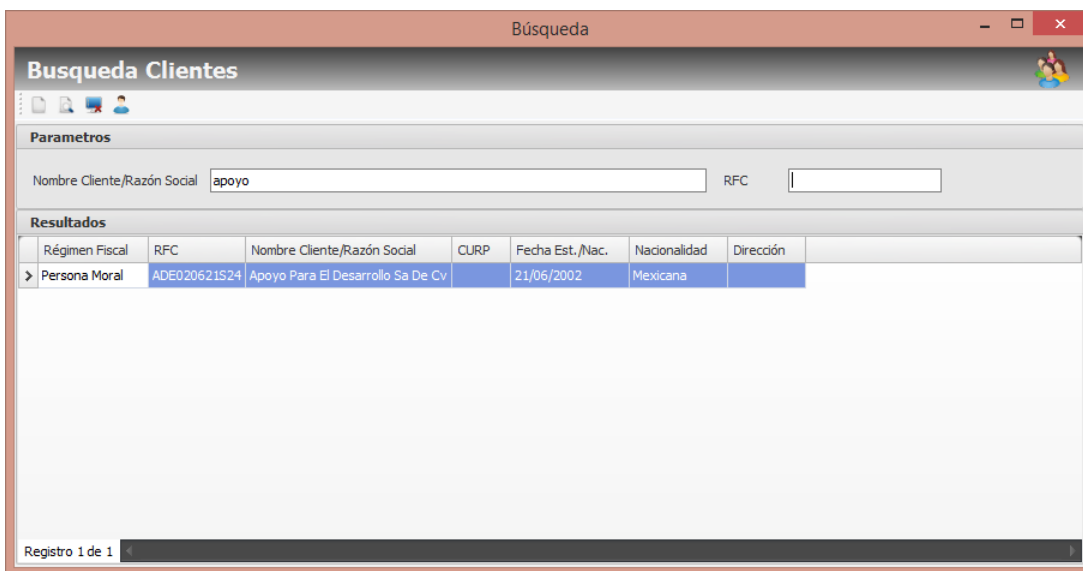 Búsqueda
Busqueda Clientes
Parametros
Nombre Cliente/Razón Social apoyo RFC
Resultados
Régimen Fiscal RFC Nombre Cliente/Razón Social CURP Fecha Est./Nac. Nacionalidad Dirección
Persona Moral ADE020621S24 Apoyo Para El Desarrollo Sa De Cv 21/06/2002 Mexicana
Registro 1 de 1